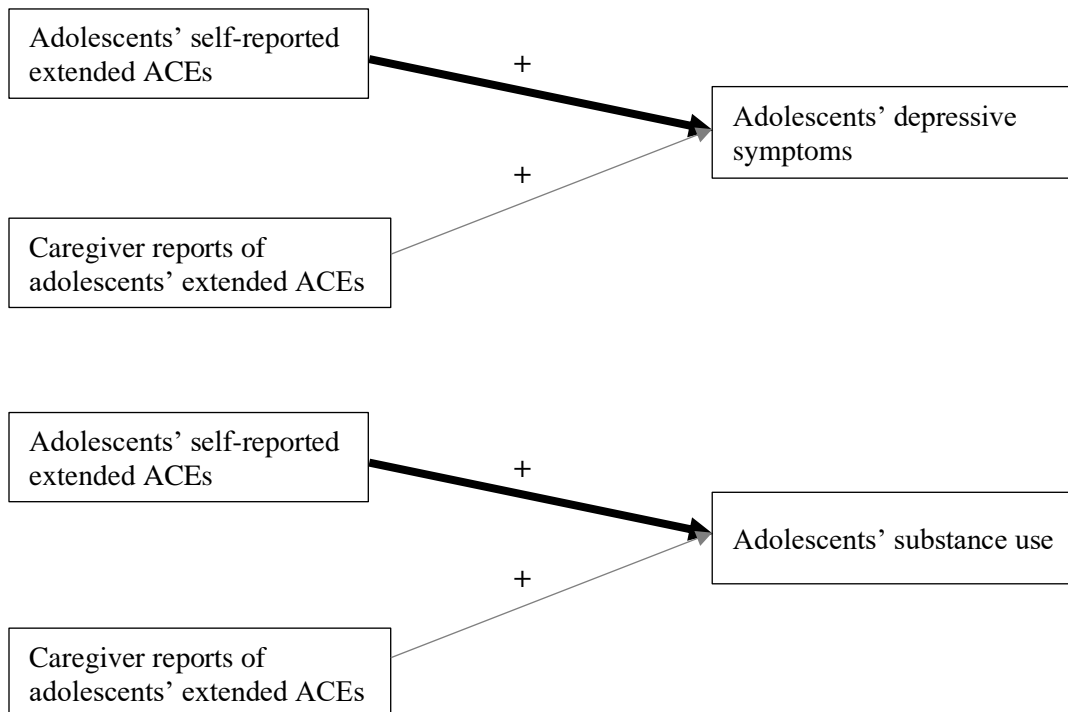 Adolescents’ self-reported
extended ACEs
+
Adolescents’ depressive
symptoms
+
Caregiver reports of
adolescents’ extended ACEs
Adolescents’ self-reported
extended ACEs
+
Adolescents’ substance use
+
Caregiver reports of
adolescents’ extended ACEs